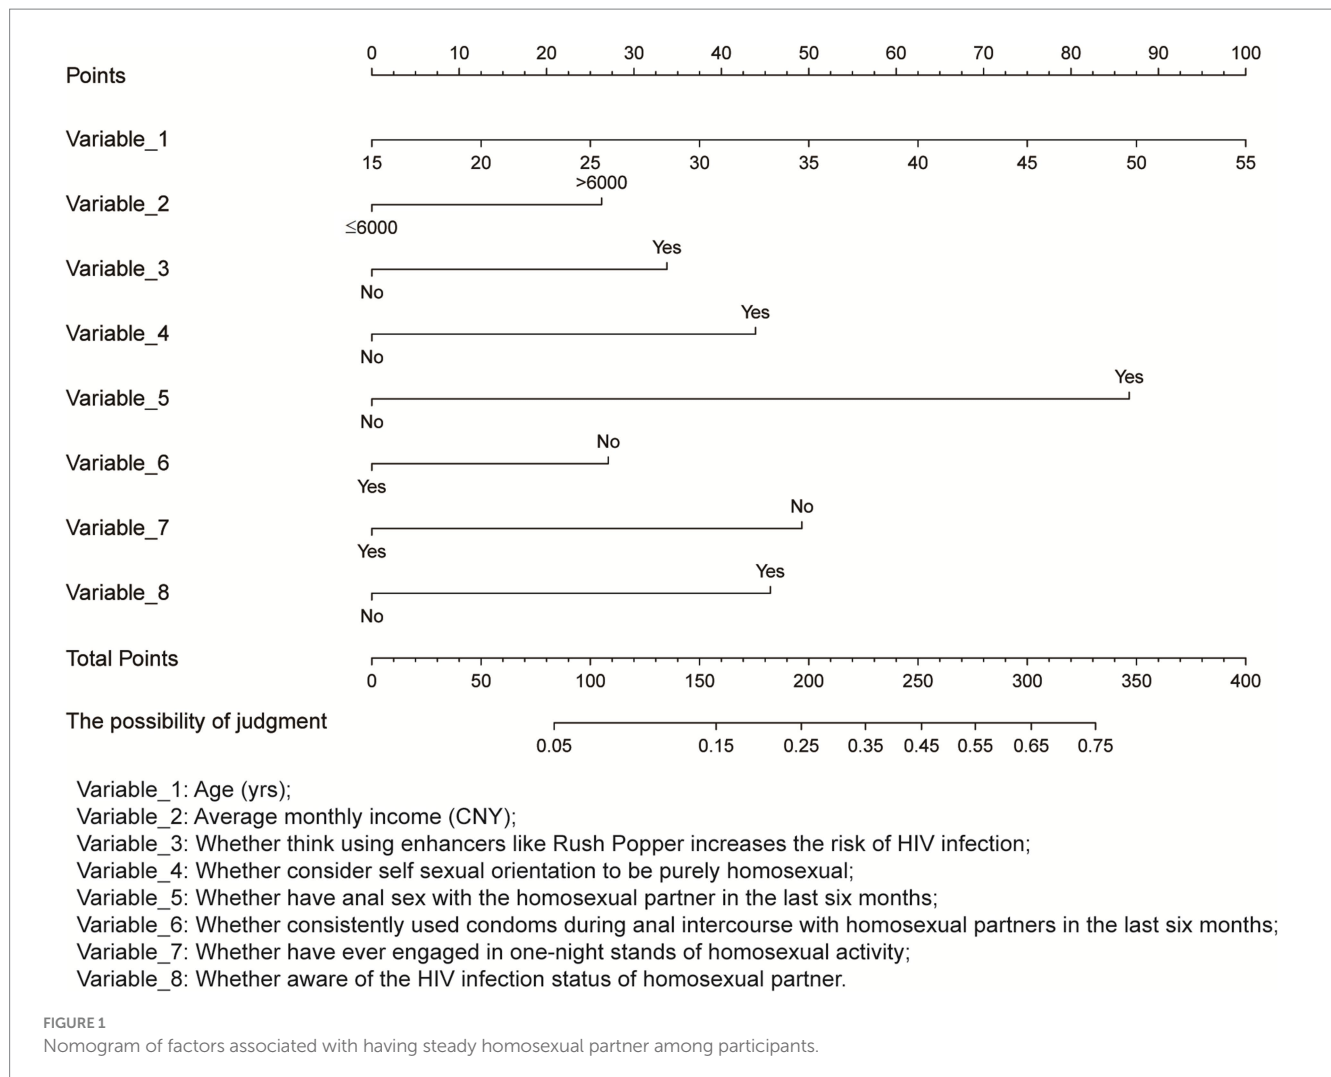 0 10 20 30 40 50 60 70 80 90 100
Points
Variable_1
15 20 25 30 35 40 45 50 55
>6000
Variable_2
≤6000
Yes
Variable_3
No
Yes
Variable_4
No
Yes
Variable_5
No
No
Variable_6
Yes
No
Variable_7
Yes
Yes
Variable_8
No
Total Points
0 50 100 150 200 250 300 350 400
The possibility of judgment
0.05 0.15 0.25 0.35 0.45 0.55 0.65 0.75
Variable_1: Age (yrs);
Variable_2: Average monthly income (CNY);
Variable_3: Whether think using enhancers like Rush Popper increases the risk of HIV infection;
Variable_4: Whether consider self sexual orientation to be purely homosexual;
Variable_5: Whether have anal sex with the homosexual partner in the last six months;
Variable_6: Whether consistently used condoms during anal intercourse with homosexual partners in the last six months;
Variable_7: Whether have ever engaged in one-night stands of homosexual activity;
Variable_8: Whether aware of the HIV infection status of homosexual partner.
FIGURE 1
Nomogram of factors associated with having steady homosexual partner among participants.